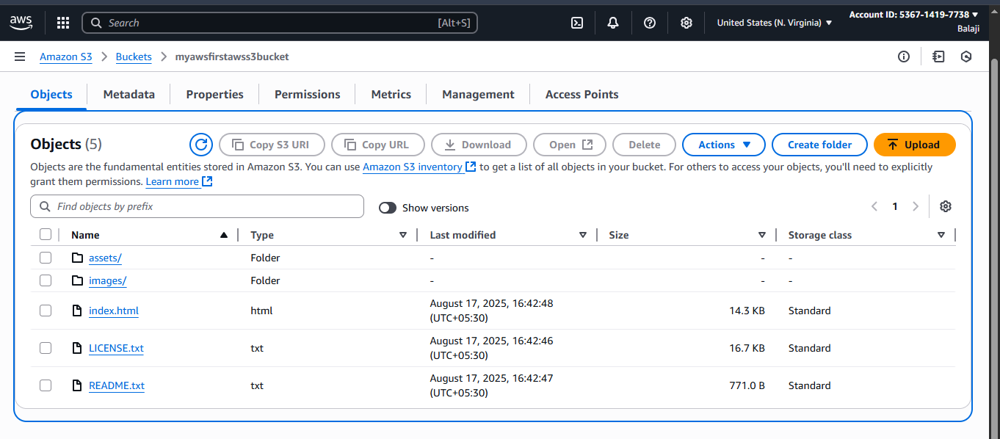 aws
Search [Alt+S] United States (N. Virginia) Account ID: 5367-1419-7738
Balaji
Amazon S3 > Buckets > myawsfirstawss3bucket
Objects Metadata Properties Permissions Metrics Management Access Points
Objects (5) Copy S3 URI Copy URL Download Open Delete Actions Create folder Upload
Objects are the fundamental entities stored in Amazon S3. You can use Amazon S3 inventory to get a list of all objects in your bucket. For others to access your objects, you'll need to explicitly
grant them permissions. Learn more
Find objects by prefix Show versions 1
Name Type Last modified Size Storage class
assets/ Folder - - -
images/ Folder - - -
index.html html August 17, 2025, 16:42:48 (UTC+05:30) 14.3 KB Standard
LICENSE.txt txt August 17, 2025, 16:42:46 (UTC+05:30) 16.7 KB Standard
README.txt txt August 17, 2025, 16:42:47 (UTC+05:30) 771.0 B Standard